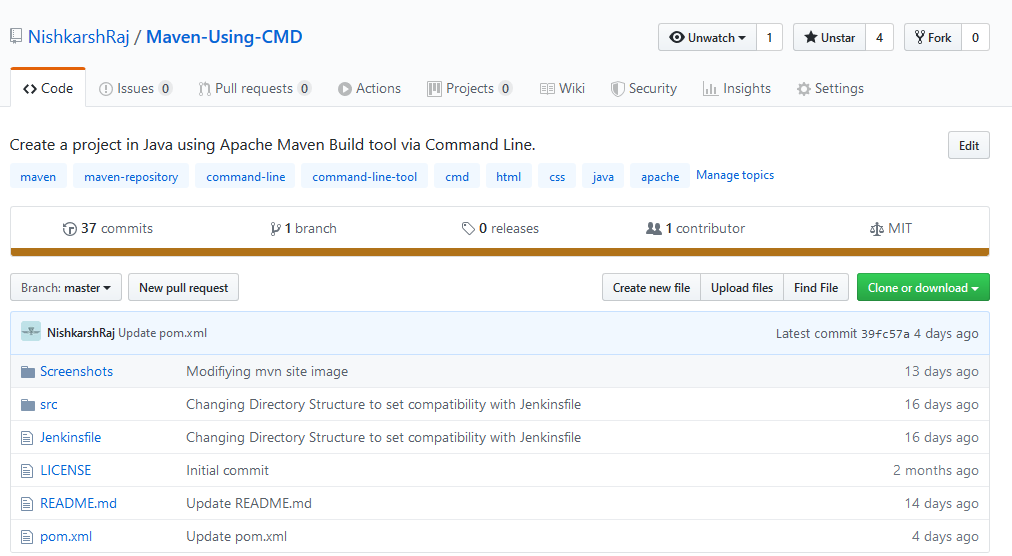 NishkarshRaj / Maven-Using-CMD
Unwatch 1 Unstar 4 Fork 0
Code Issues 0 Pull requests 0 Actions Projects 0 Wiki Security Insights Settings
Create a project in Java using Apache Maven Build tool via Command Line. Edit
maven maven-repository command-line command-line-tool cmd html css java apache Manage topics
37 commits 1 branch 0 releases 1 contributor MIT
Branch: master New pull request Create new file Upload files Find File Clone or download
NishkarshRaj Update pom.xml Latest commit 39fc57a 4 days ago
Screenshots Modifiying mvn site image 13 days ago
src Changing Directory Structure to set compatibility with Jenkinsfile 16 days ago
Jenkinsfile Changing Directory Structure to set compatibility with Jenkinsfile 16 days ago
LICENSE Initial commit 2 months ago
README.md Update README.md 14 days ago
pom.xml Update pom.xml 4 days ago